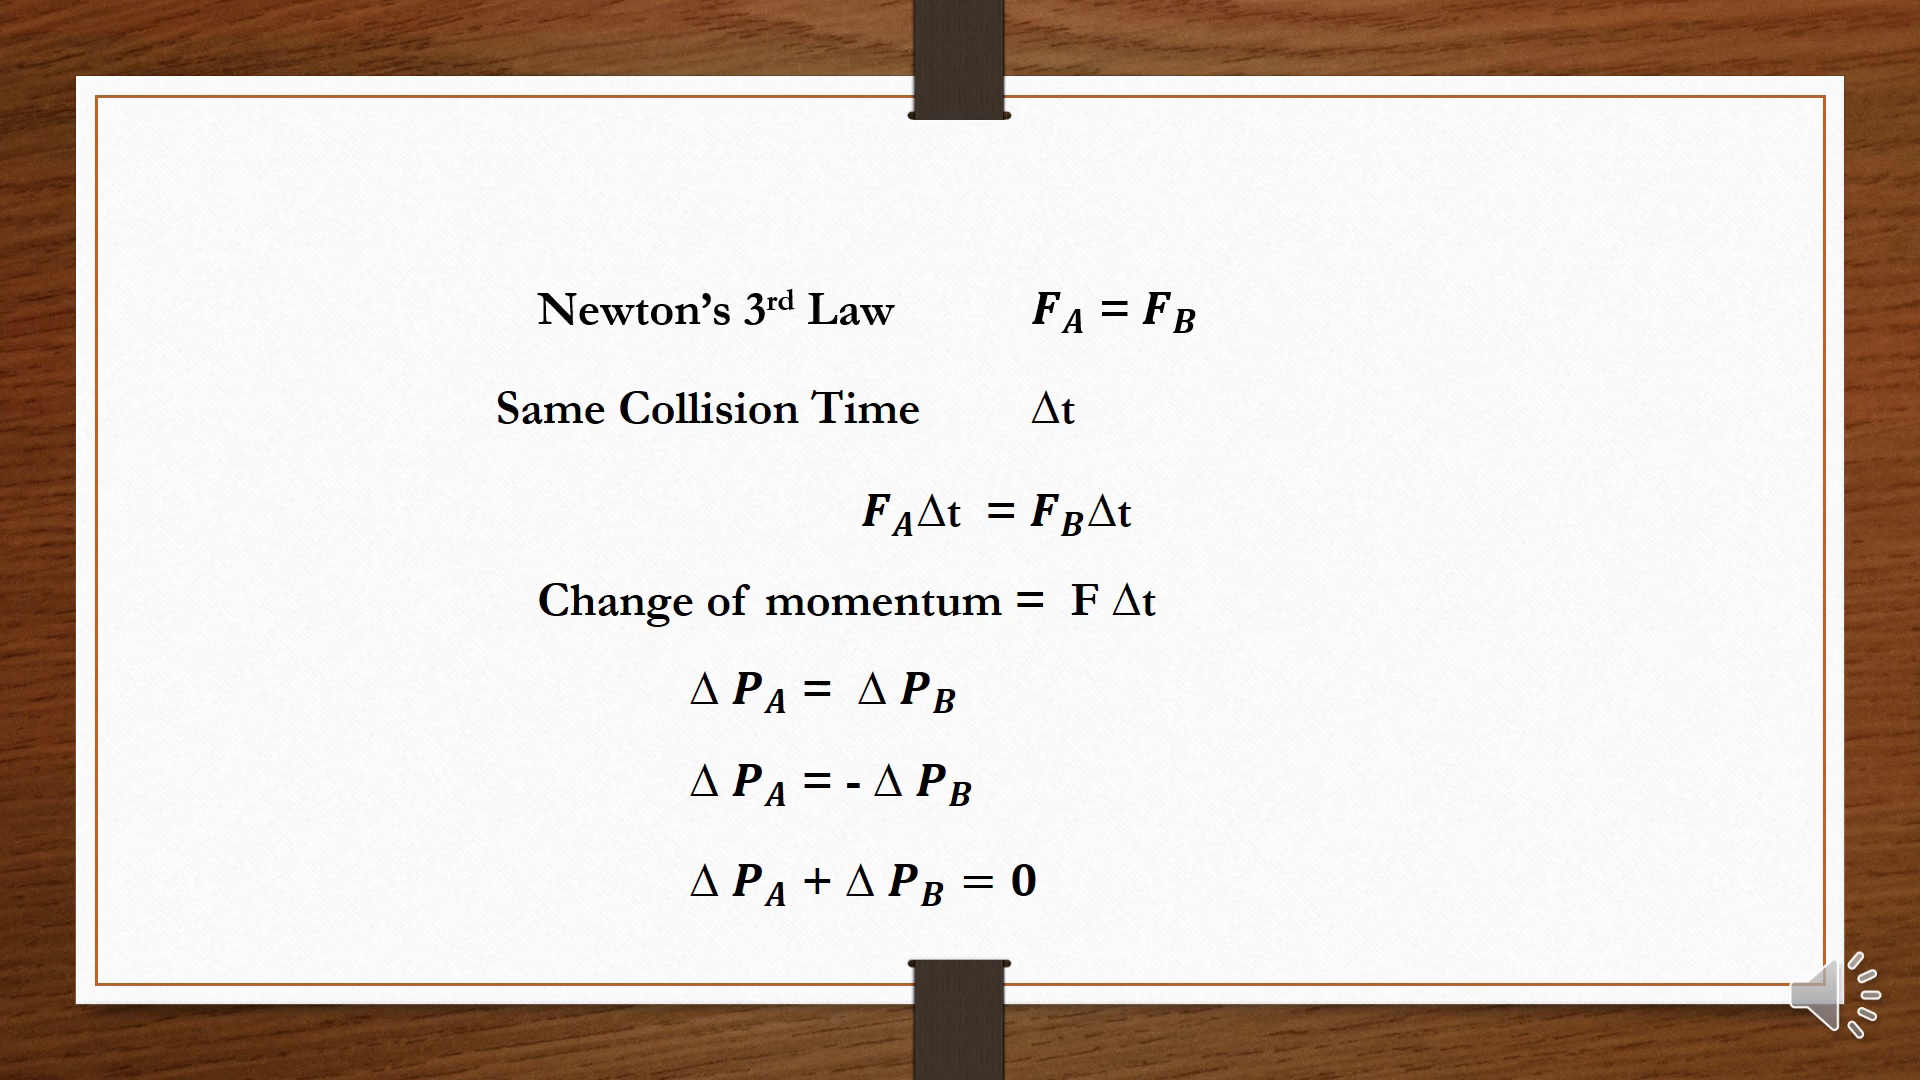 Newton’s 3rd Law F_A = F_B
Same Collision Time Δt
F_AΔt = F_BΔt
Change of momentum = F Δt
Δ P_A = Δ P_B
Δ P_A = - Δ P_B
Δ P_A + Δ P_B = 0